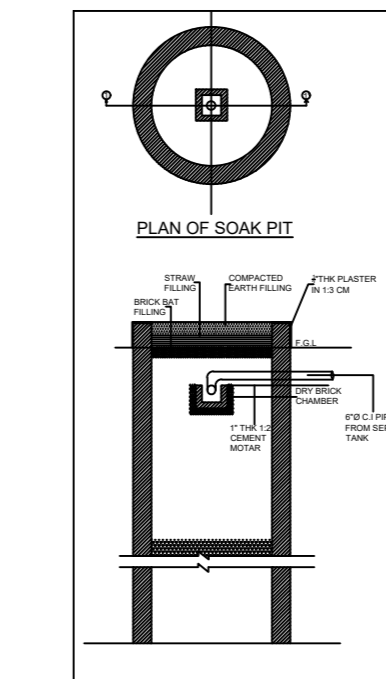 PLAN OF SOAK PIT
STRAW
FILLING
COMPACTED
EARTH FILLING
BRICK BAT
FILLING
THK PLASTER
IN 1:3 CM
F.G.L
DRY BRICK
CHAMBER
1" THK 1:2
CEMENT
MOTAR
6"Ø C.I PI
FROM SE
TANK